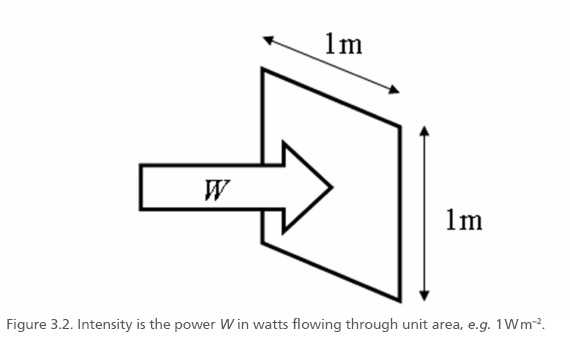 1m
W
1m
Figure 3.2. Intensity is the power W in watts flowing through unit area, e.g. 1Wm⁻².